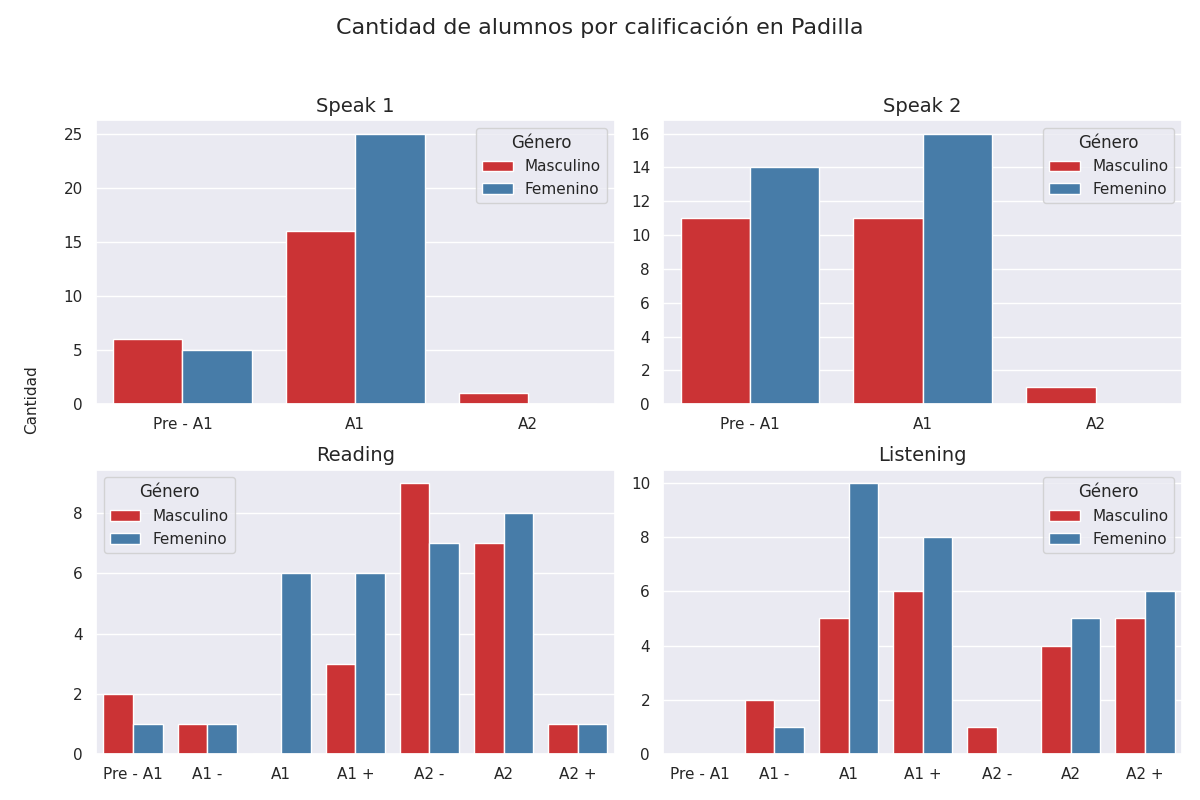 Cantidad de alumnos por calificación en Padilla
Speak 1
25
20
15
10
5
0
Género
Masculino
Femenino
Pre - A1
A1
A2
Speak 2
16
14
12
10
8
6
4
2
0
Género
Masculino
Femenino
Pre - A1
A1
A2
Cantidad
Reading
8
6
4
2
0
Género
Masculino
Femenino
Pre - A1
A1 -
A1
A1 +
A2 -
A2
A2 +
Listening
10
8
6
4
2
0
Género
Masculino
Femenino
Pre - A1
A1 -
A1
A1 +
A2 -
A2
A2 +